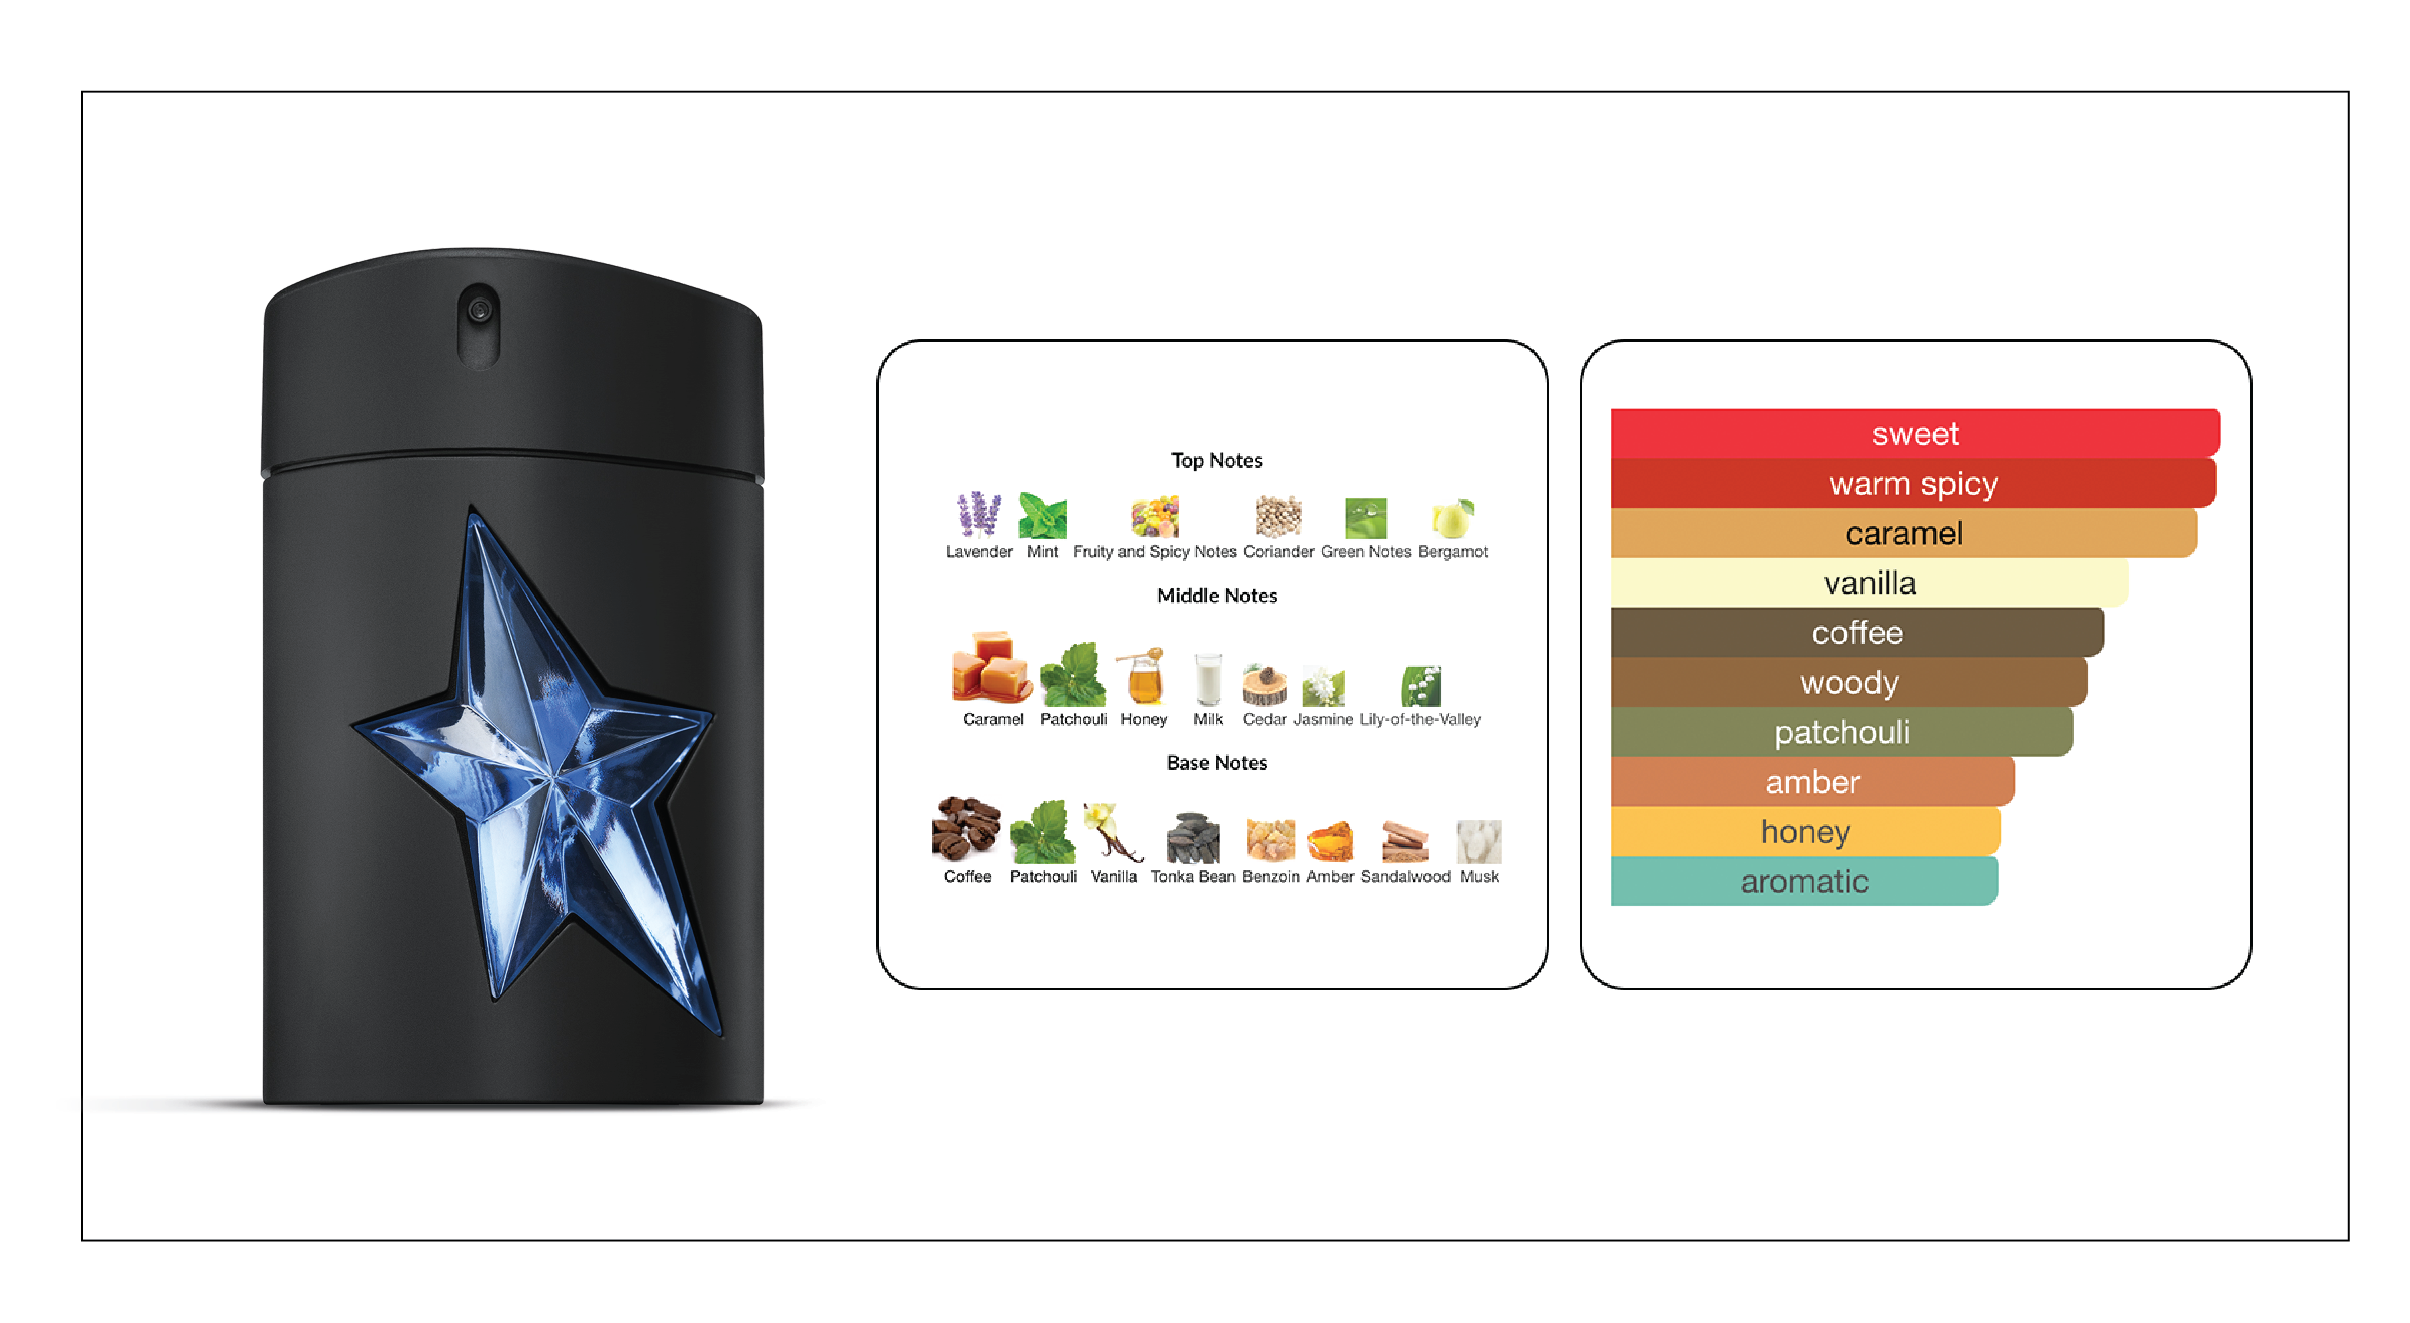 Top Notes
Lavender Mint Fruity and Spicy Notes Coriander Green Notes Bergamot
Middle Notes
Caramel Patchouli Honey Milk Cedar Jasmine Lily-of-the-Valley
Base Notes
Coffee Patchouli Vanilla Tonka Bean Benzoin Amber Sandalwood Musk
sweet
warm spicy
caramel
vanilla
coffee
woody
patchouli
amber
honey
aromatic